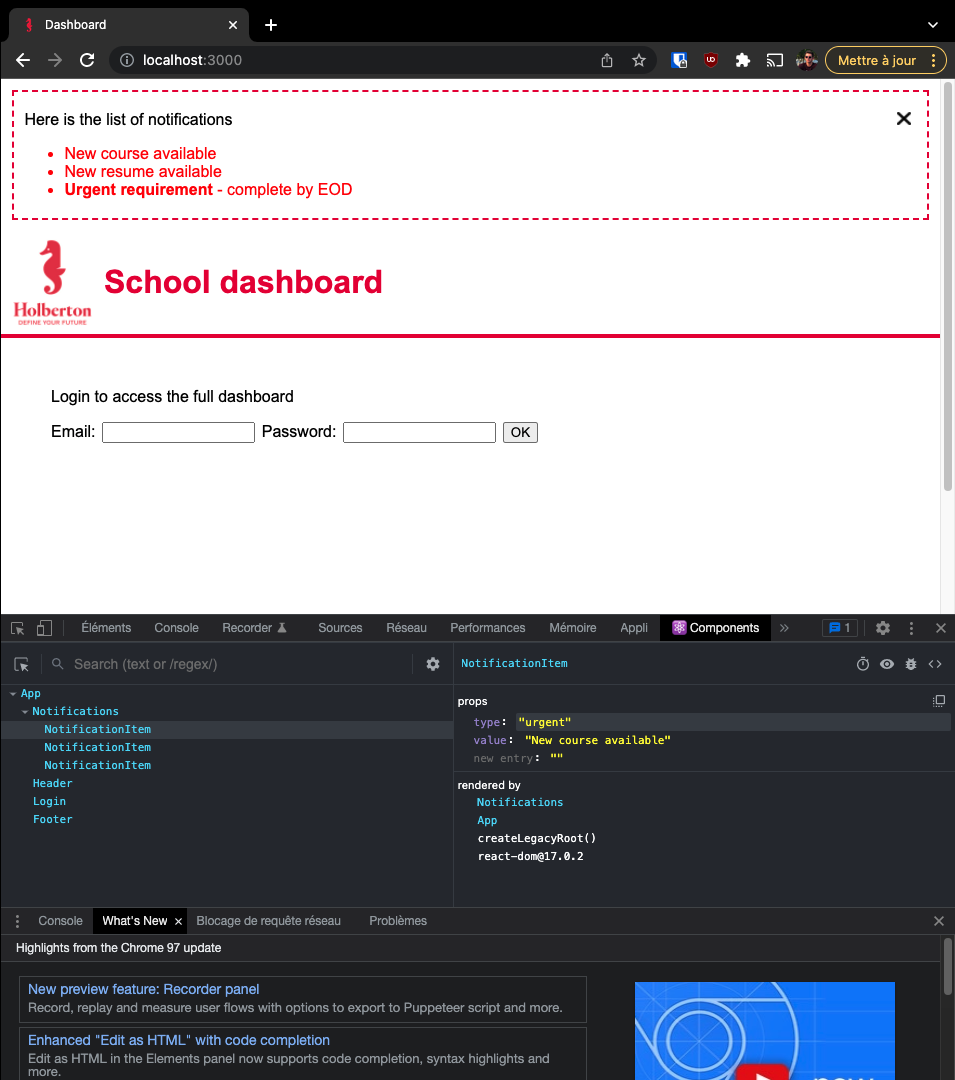 Dashboard
localhost:3000
Mettre à jour
Here is the list of notifications
New course available
New resume available
Urgent requirement - complete by EOD
Holberton
DEFINE YOUR FUTURE
School dashboard
Login to access the full dashboard
Email: Password: OK
Éléments Console Recorder Sources Réseau Performances Mémoire Appli Components » 1
Search (text or /regex/)
NotificationItem
App
Notifications
NotificationItem
NotificationItem
NotificationItem
Header
Login
Footer
props
type: "urgent"
value: "New course available"
new entry: ""
rendered by
Notifications
App
createLegacyRoot()
react-dom@17.0.2
Console What's New Blocage de requête réseau Problèmes
Highlights from the Chrome 97 update
New preview feature: Recorder panel
Record, replay and measure user flows with options to export to Puppeteer script and more.
Enhanced "Edit as HTML" with code completion
Edit as HTML in the Elements panel now supports code completion, syntax highlights and
more.